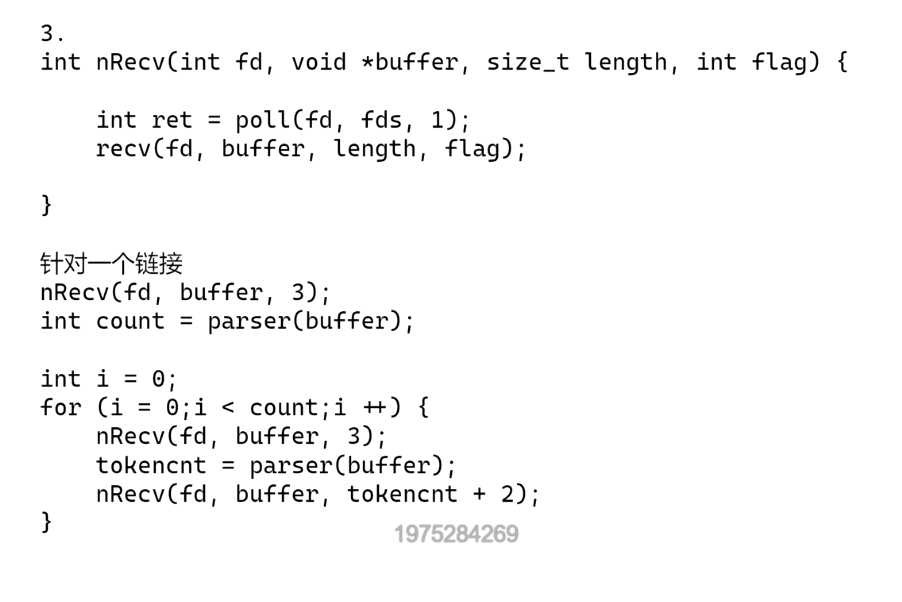 3.
int nRecv(int fd, void *buffer, size_t length, int flag) {
    int ret = poll(fd, fds, 1);
    recv(fd, buffer, length, flag);
}
针对一个链接
nRecv(fd, buffer, 3);
int count = parser(buffer);
int i = 0;
for (i = 0;i < count;i ++) {
    nRecv(fd, buffer, 3);
    tokencnt = parser(buffer);
    nRecv(fd, buffer, tokencnt + 2);
}
1975284269